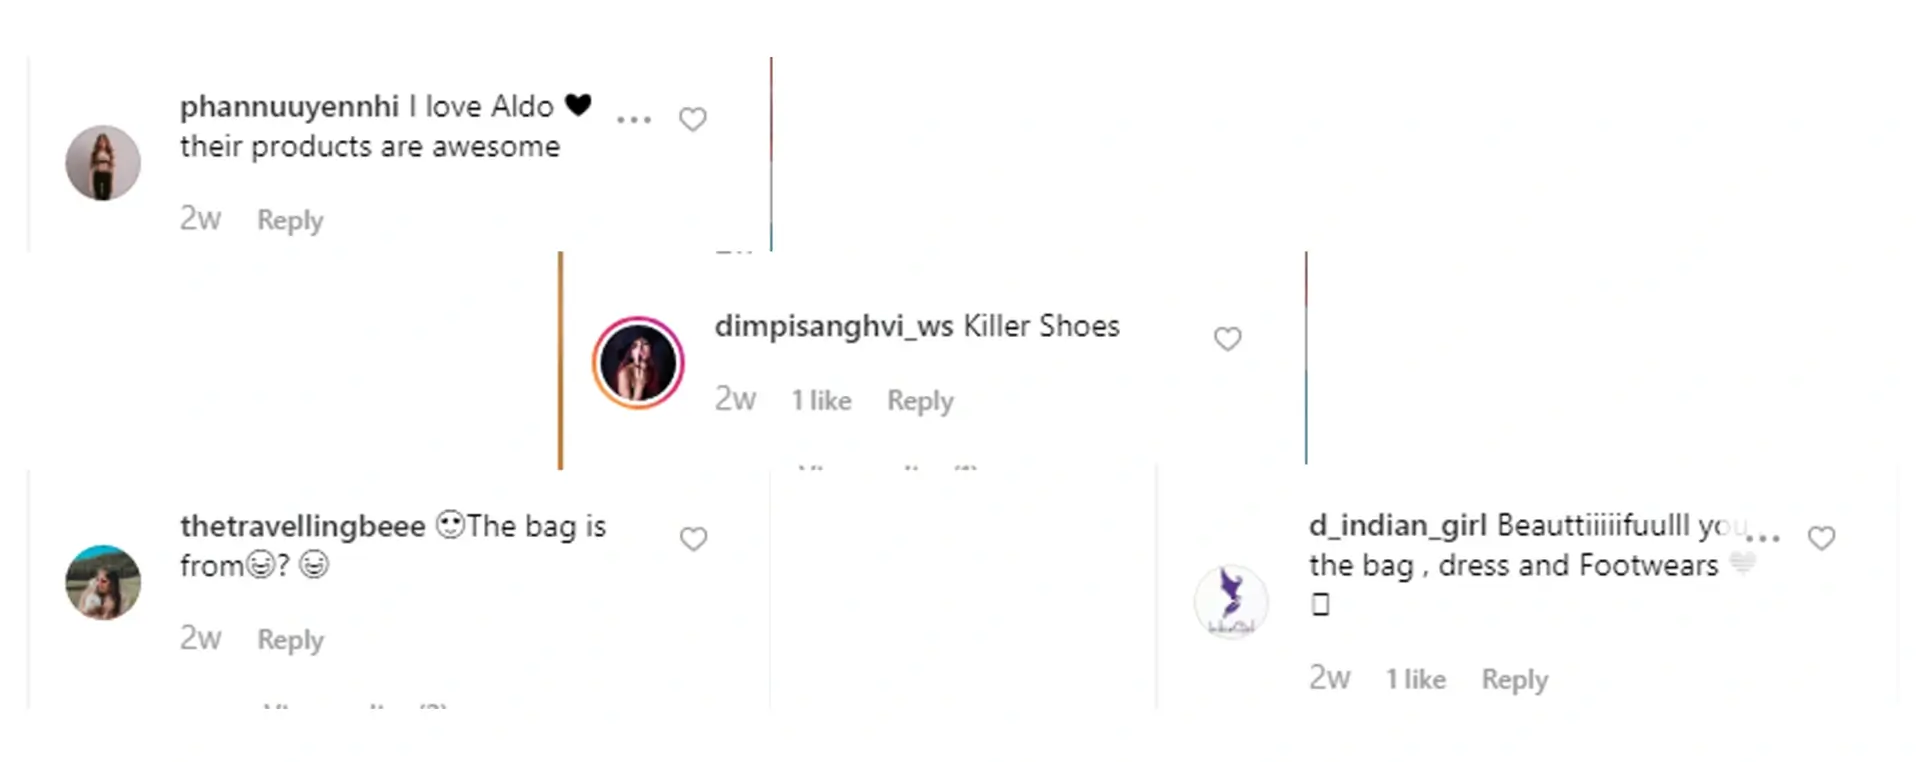 phannuuyennhi I love Aldo 🖤
their products are awesome
2w Reply
dimpisanghvi_ws Killer Shoes
2w 1 like Reply
thetravellingbeee 😍The bag is
from😂? 😂
2w Reply
d_indian_girl Beauttiiiiifuulll you
the bag , dress and Footwears 🤍
2w 1 like Reply